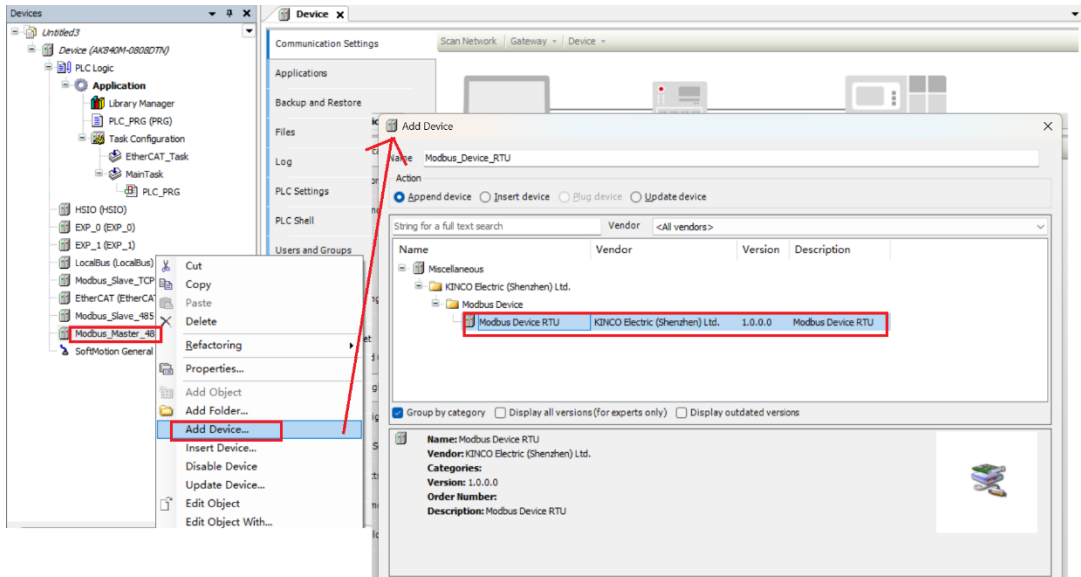 Devices
Untitled3
Device (AK840M-0808DTN)
PLC Logic
Application
Library Manager
PLC_PRG (PRG)
Task Configuration
EtherCAT_Task
MainTask
PLC_PRG
HSIO (HSIO)
EXP_0 (EXP_0)
EXP_1 (EXP_1)
LocalBus (LocalBus)
Modbus_Slave_TCP
EtherCAT (EtherCA
Modbus_Slave_485
Modbus_Master_48
SoftMotion General
Cut
Copy
Paste
Delete
Refactoring
Properties...
Add Object
Add Folder...
Add Device...
Insert Device...
Disable Device
Update Device...
Edit Object
Edit Object With...
Device
Communication Settings
Applications
Backup and Restore
Files
Log
PLC Settings
PLC Shell
Users and Groups
Scan Network Gateway Device
Add Device
Name Modbus_Device_RTU
Action
Append device Insert device Plug device Update device
String for a full text search Vendor <All vendors>
Name Vendor Version Description
Miscellaneous
KINCO Electric (Shenzhen) Ltd.
Modbus Device
Modbus Device RTU KINCO Electric (Shenzhen) Ltd. 1.0.0.0 Modbus Device RTU
Group by category Display all versions (for experts only) Display outdated versions
Name: Modbus Device RTU
Vendor: KINCO Electric (Shenzhen) Ltd.
Categories:
Version: 1.0.0.0
Order Number:
Description: Modbus Device RTU